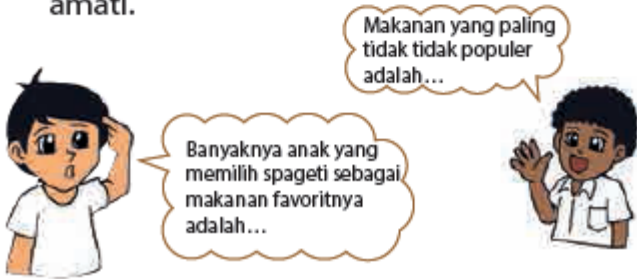 amati.
Makanan yang paling
tidak tidak populer
adalah...
Banyaknya anak yang
memilih spageti sebagai
makanan favoritnya
adalah...